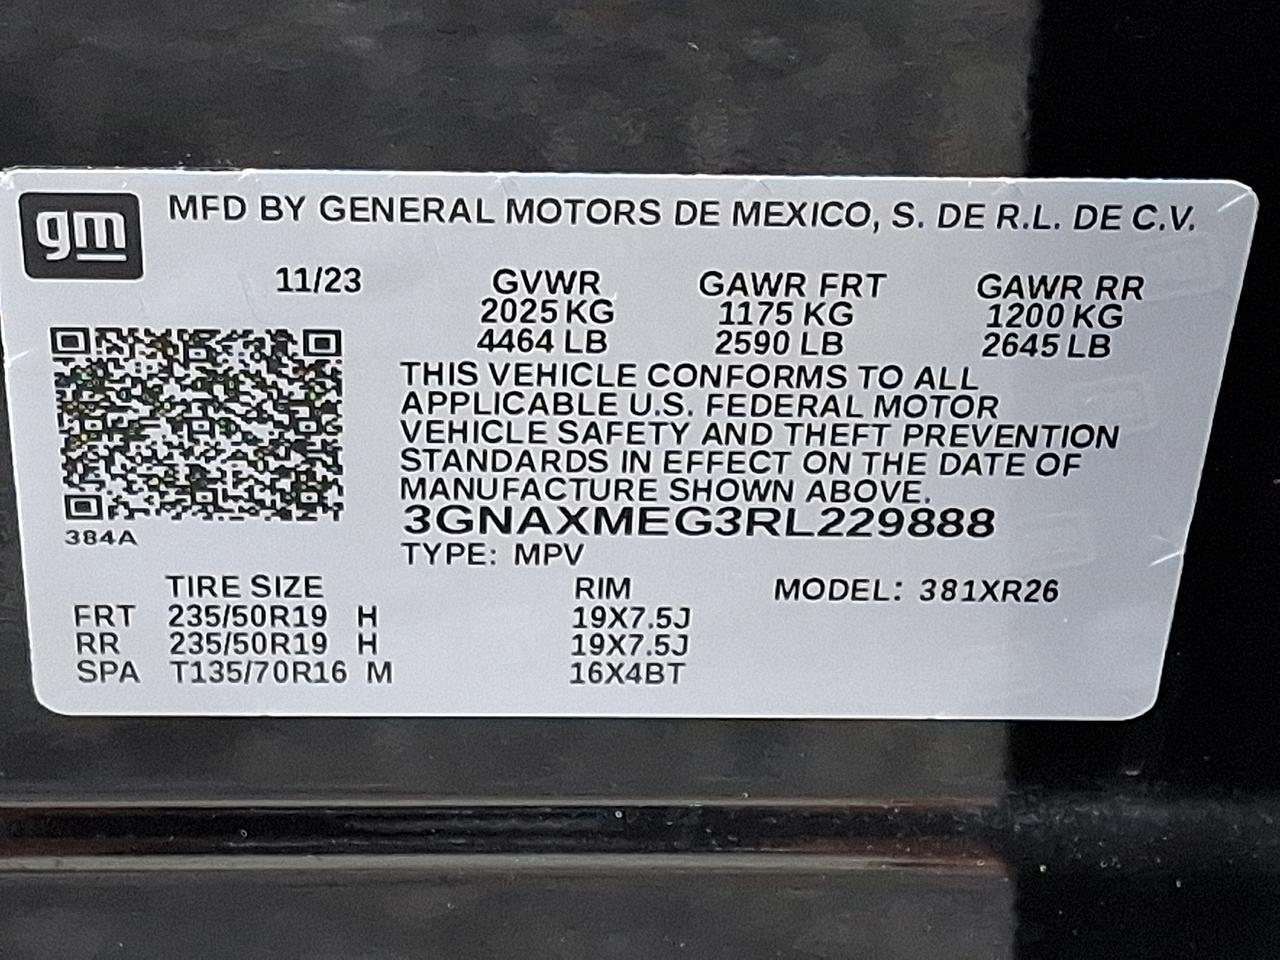 gm
MFD BY GENERAL MOTORS DE MEXICO, S. DE R.L. DE C.V.
11/23 GVWR GAWR FRT GAWR RR
2025 KG 1175 KG 1200 KG
4464 LB 2590 LB 2645 LB
THIS VEHICLE CONFORMS TO ALL
APPLICABLE U.S. FEDERAL MOTOR
VEHICLE SAFETY AND THEFT PREVENTION
STANDARDS IN EFFECT ON THE DATE OF
MANUFACTURE SHOWN ABOVE.
3GNAXMEG3RL229888
384A
TYPE: MPV
TIRE SIZE RIM MODEL: 381XR26
FRT 235/50R19 H 19X7.5J
RR 235/50R19 H 19X7.5J
SPA T135/70R16 M 16X4BT